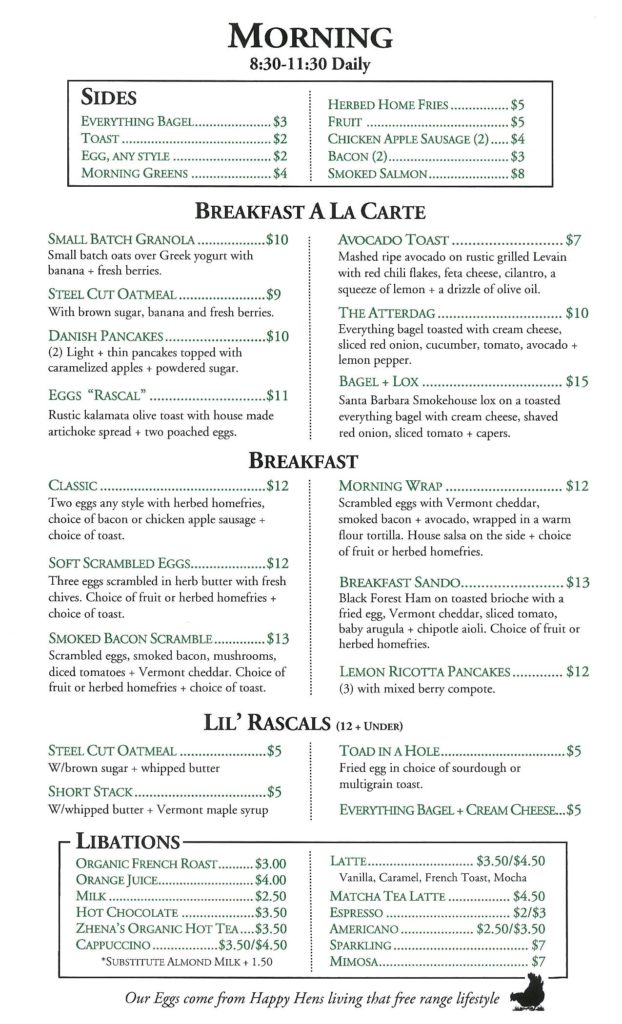 MORNING
8:30-11:30 Daily
SIDES
EVERYTHING BAGEL.....................$3
TOAST........................................$2
EGG, ANY STYLE..........................$2
MORNING GREENS......................$4
HERBED HOME FRIES................$5
FRUIT.......................................$5
CHICKEN APPLE SAUSAGE (2).....$4
BACON (2)................................$3
SMOKED SALMON......................$8
BREAKFAST A LA CARTE
SMALL BATCH GRANOLA...............$10
Small batch oats over Greek yogurt with
banana + fresh berries.
STEEL CUT OATMEAL....................$9
With brown sugar, banana and fresh berries.
DANISH PANCAKES......................$10
(2) Light + thin pancakes topped with
caramelized apples + powdered sugar.
EGGS "RASCAL"..........................$11
Rustic kalamata olive toast with house made
artichoke spread + two poached eggs.
AVOCADO TOAST..........................$7
Mashed ripe avocado on rustic grilled Levain
with red chili flakes, feta cheese, cilantro, a
squeeze of lemon + a drizzle of olive oil.
THE ATTERDAG..........................$10
Everything bagel toasted with cream cheese,
sliced red onion, cucumber, tomato, avocado +
lemon pepper.
BAGEL + LOX..............................$15
Santa Barbara Smokehouse lox on a toasted
everything bagel with cream cheese, shaved
red onion, sliced tomato + capers.
BREAKFAST
CLASSIC......................................$12
Two eggs any style with herbed homefries,
choice of bacon or chicken apple sausage +
choice of toast.
SOFT SCRAMBLED EGGS.................$12
Three eggs scrambled in herb butter with fresh
chives. Choice of fruit or herbed homefries +
choice of toast.
SMOKED BACON SCRAMBLE............$13
Scrambled eggs, smoked bacon, mushrooms,
diced tomatoes + Vermont cheddar. Choice of
fruit or herbed homefries + choice of toast.
MORNING WRAP..........................$12
Scrambled eggs with Vermont cheddar,
smoked bacon + avocado, wrapped in a warm
flour tortilla. House salsa on the side + choice
of fruit or herbed homefries.
BREAKFAST SANDO......................$13
Black Forest Ham on toasted brioche with a
fried egg, Vermont cheddar, sliced tomato,
baby arugula + chipotle aioli. Choice of fruit or
herbed homefries.
LEMON RICOTTA PANCAKES............$12
(3) with mixed berry compote.
LIL' RASCALS (12 + UNDER)
STEEL CUT OATMEAL....................$5
W/brown sugar + whipped butter
SHORT STACK..............................$5
W/whipped butter + Vermont maple syrup
TOAD IN A HOLE..........................$5
Fried egg in choice of sourdough or
multigrain toast.
EVERYTHING BAGEL + CREAM CHEESE...$5
LIBATIONS
ORGANIC FRENCH ROAST..........$3.00
ORANGE JUICE..........................$4.00
MILK........................................$2.50
HOT CHOCOLATE....................$3.50
ZHENA'S ORGANIC HOT TEA....$3.50
CAPPUCCINO..................$3.50/$4.50
*SUBSTITUTE ALMOND MILK + 1.50
LATTE.............................$3.50/$4.50
Vanilla, Caramel, French Toast, Mocha
MATCHA TEA LATTE..................$4.50
ESPRESSO..................................$2/$3
AMERICANO....................$2.50/$3.50
SPARKLING.....................................$7
MIMOSA........................................$7
Our Eggs come from Happy Hens living that free range lifestyle